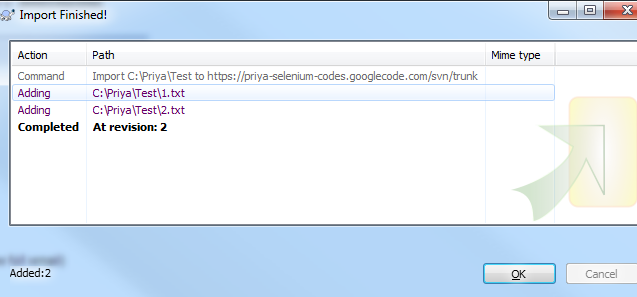 Import Finished!
Action Path Mime type
Command Import C:\Priya\Test to https://priya-selenium-codes.googlecode.com/svn/trunk
Adding C:\Priya\Test\1.txt
Adding C:\Priya\Test\2.txt
Completed At revision: 2
Added:2 OK Cancel